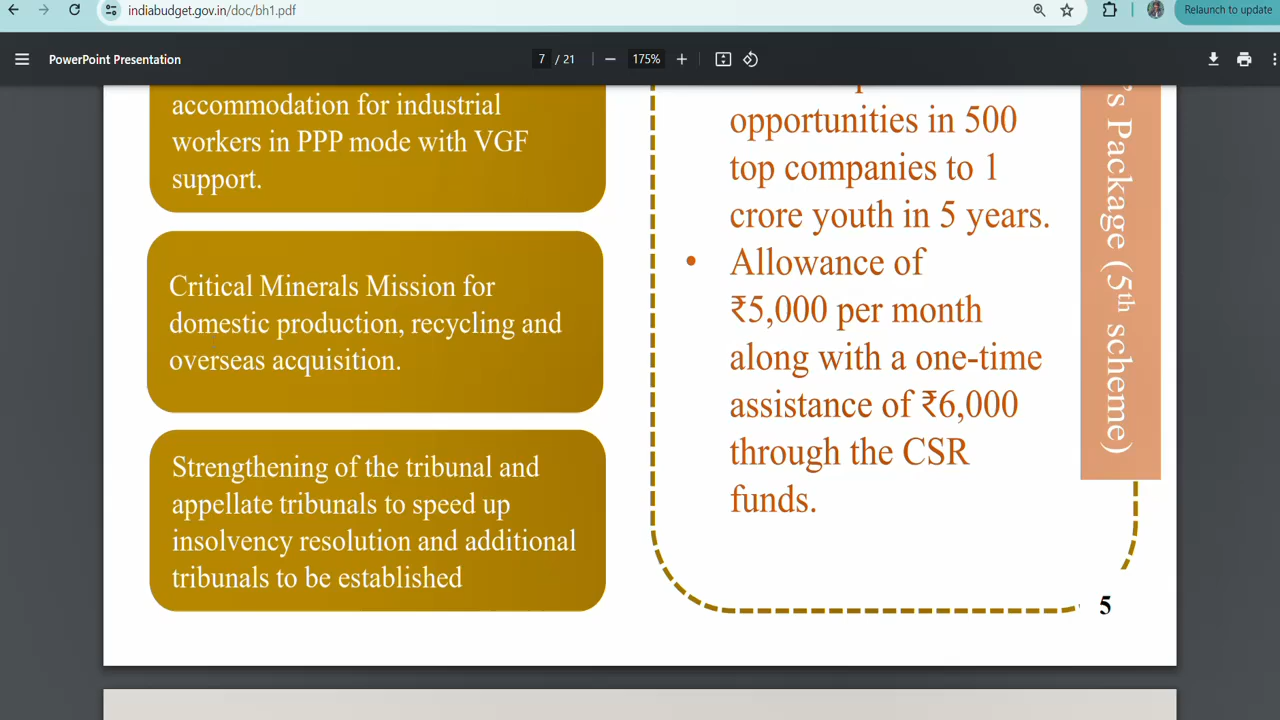 indiabudget.gov.in/doc/bh1.pdf
Relaunch to update
PowerPoint Presentation
7 / 21
175%
accommodation for industrial
workers in PPP mode with VGF
support.
Critical Minerals Mission for
domestic production, recycling and
overseas acquisition.
Strengthening of the tribunal and
appellate tribunals to speed up
insolvency resolution and additional
tribunals to be established
opportunities in 500
top companies to 1
crore youth in 5 years.
• Allowance of
₹5,000 per month
along with a one-time
assistance of ₹6,000
through the CSR
funds.
's Package (5th scheme)
5